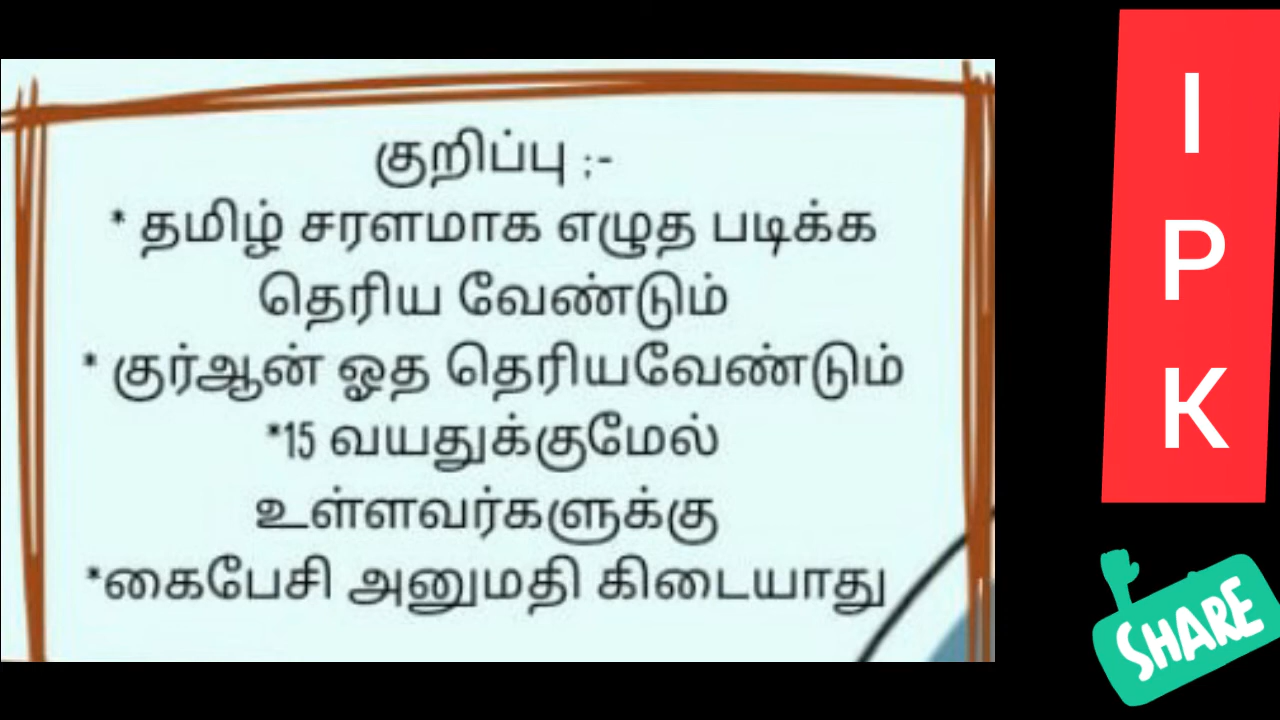 குறிப்பு :-
* தமிழ் சரளமாக எழுத படிக்க
தெரிய வேண்டும்
* குர்ஆன் ஓத தெரியவேண்டும்
*15 வயதுக்குமேல்
உள்ளவர்களுக்கு
*கைபேசி அனுமதி கிடையாது
I
P
K
SHARE